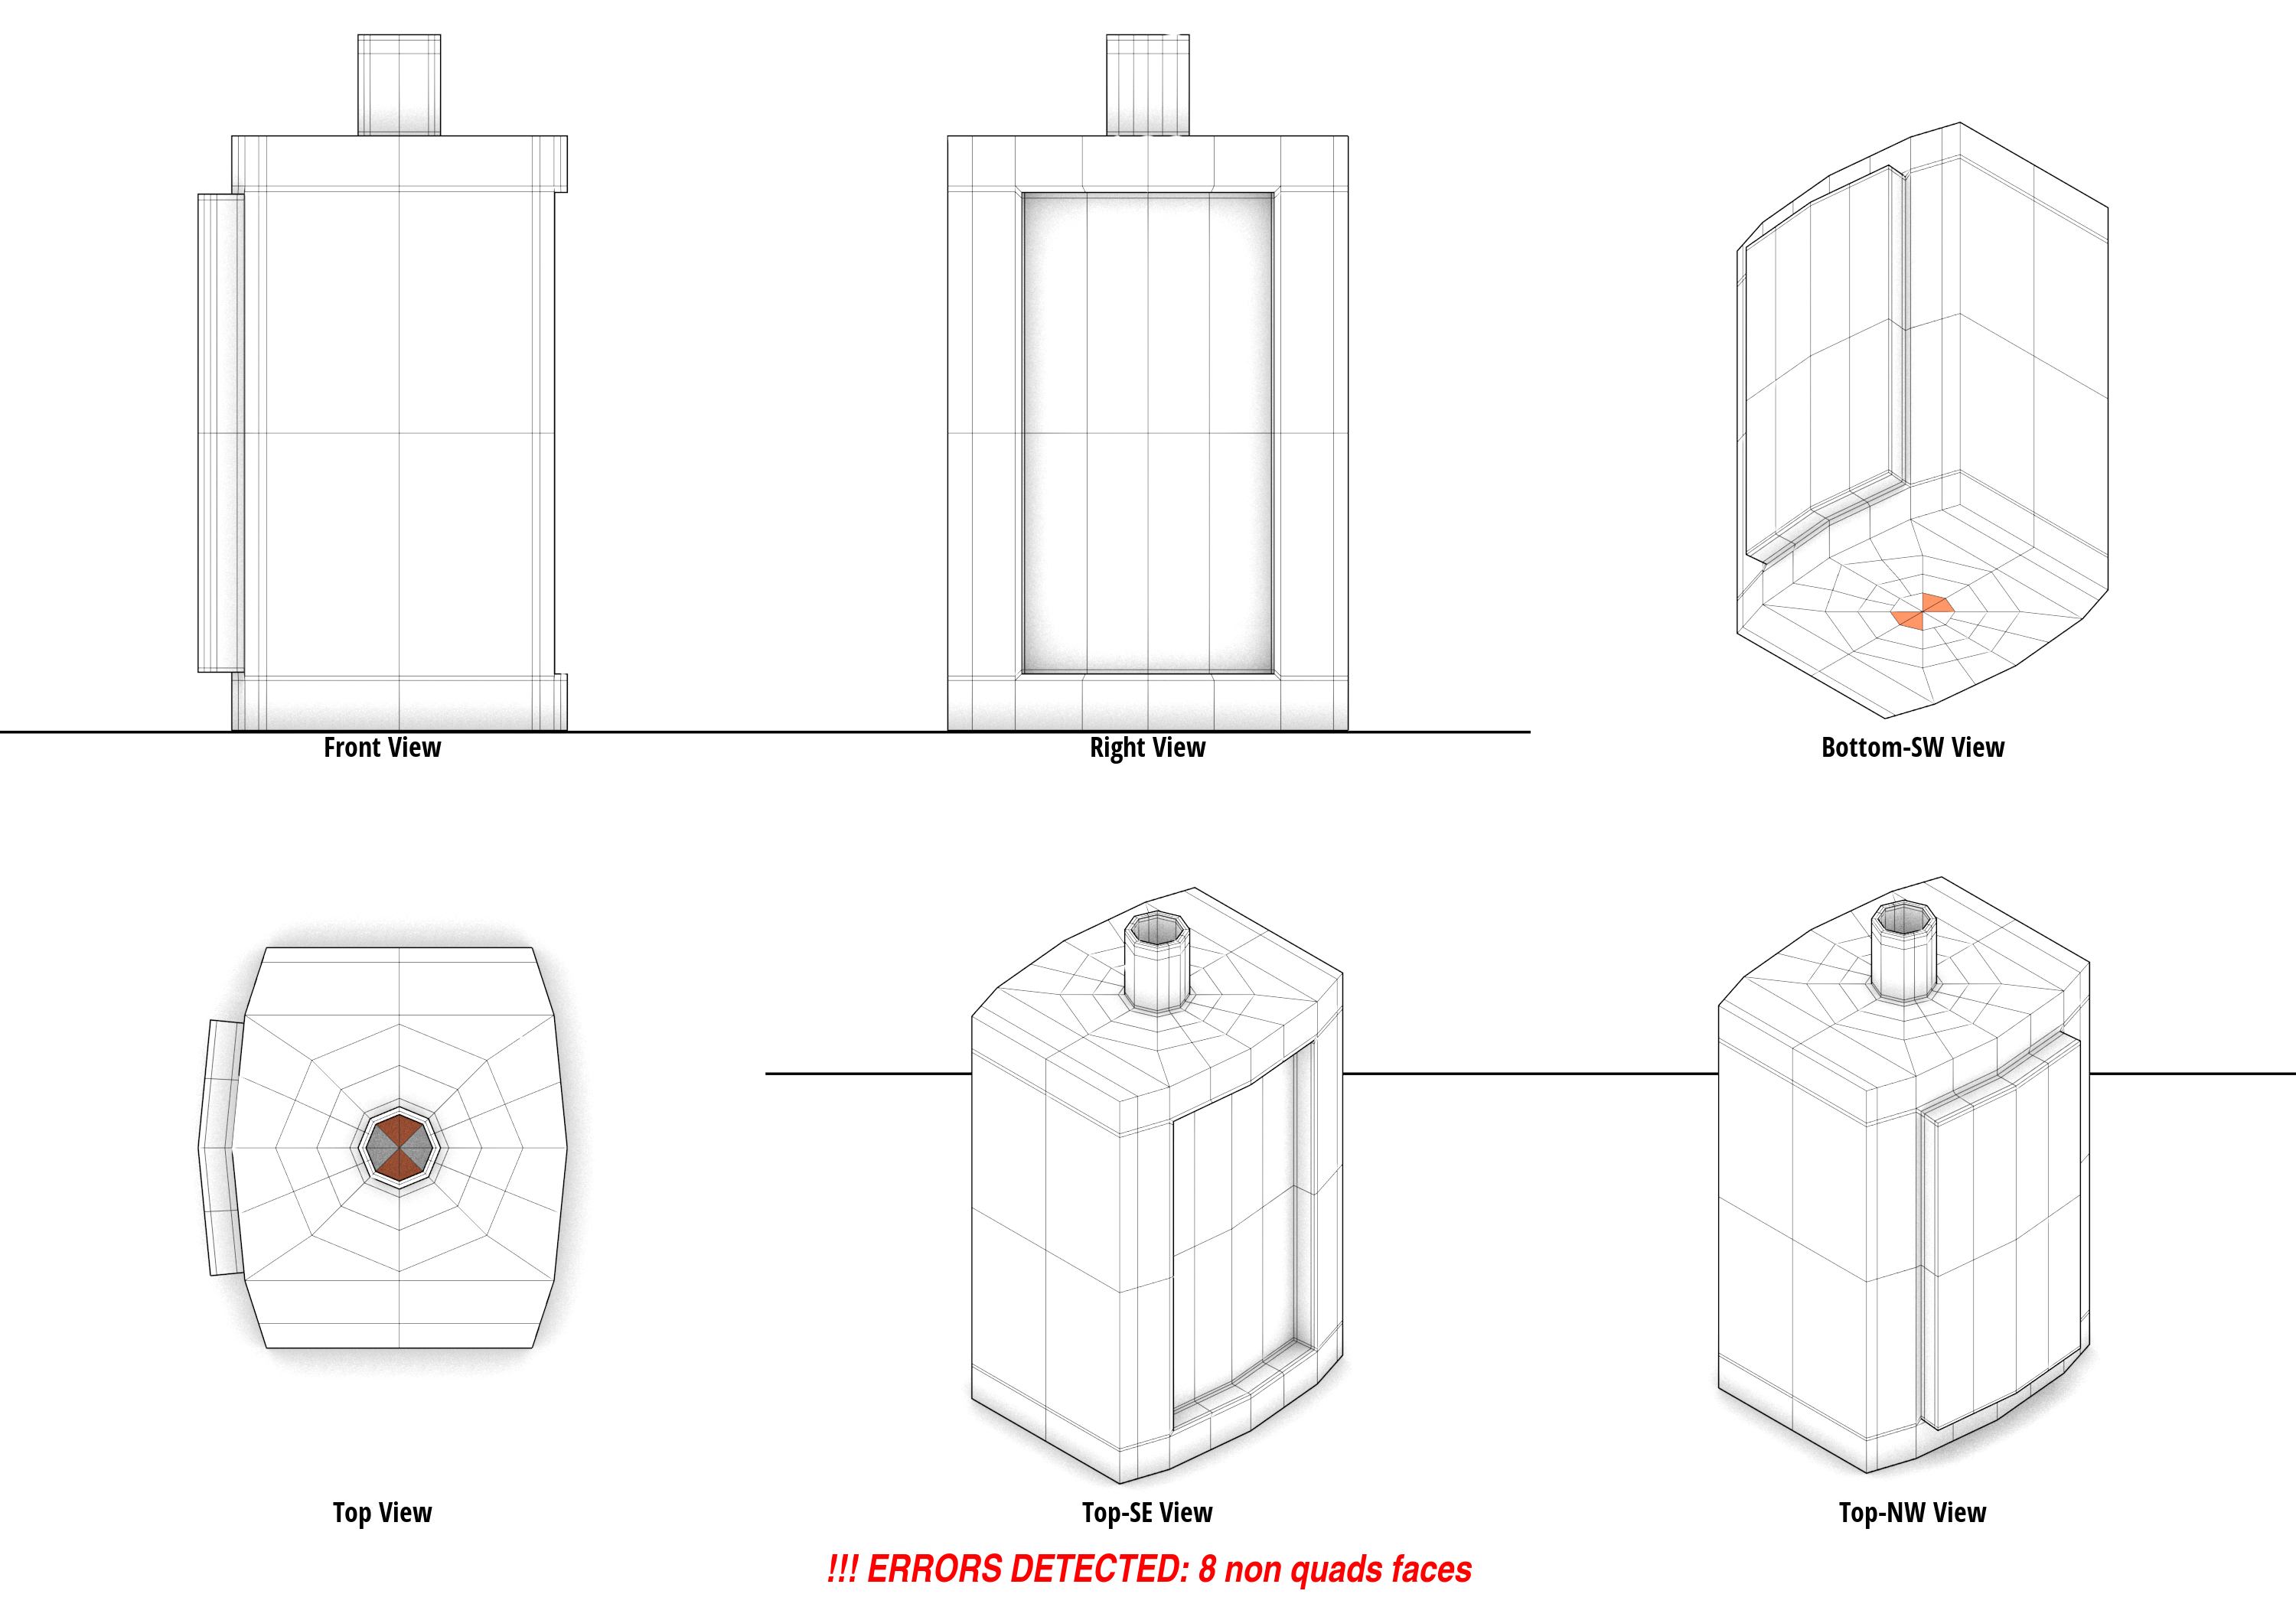 Front View
Right View
Bottom-SW View
Top View
Top-SE View
Top-NW View
!!! ERRORS DETECTED: 8 non quads faces